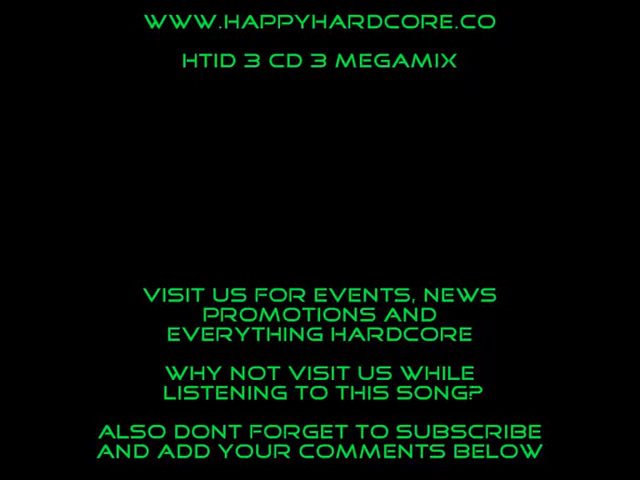 WWW.HAPPYHARDCORE.CO
HTID 3 CD 3 MEGAMIX
VISIT US FOR EVENTS, NEWS
PROMOTIONS AND
EVERYTHING HARDCORE
WHY NOT VISIT US WHILE
LISTENING TO THIS SONG?
ALSO DONT FORGET TO SUBSCRIBE
AND ADD YOUR COMMENTS BELOW